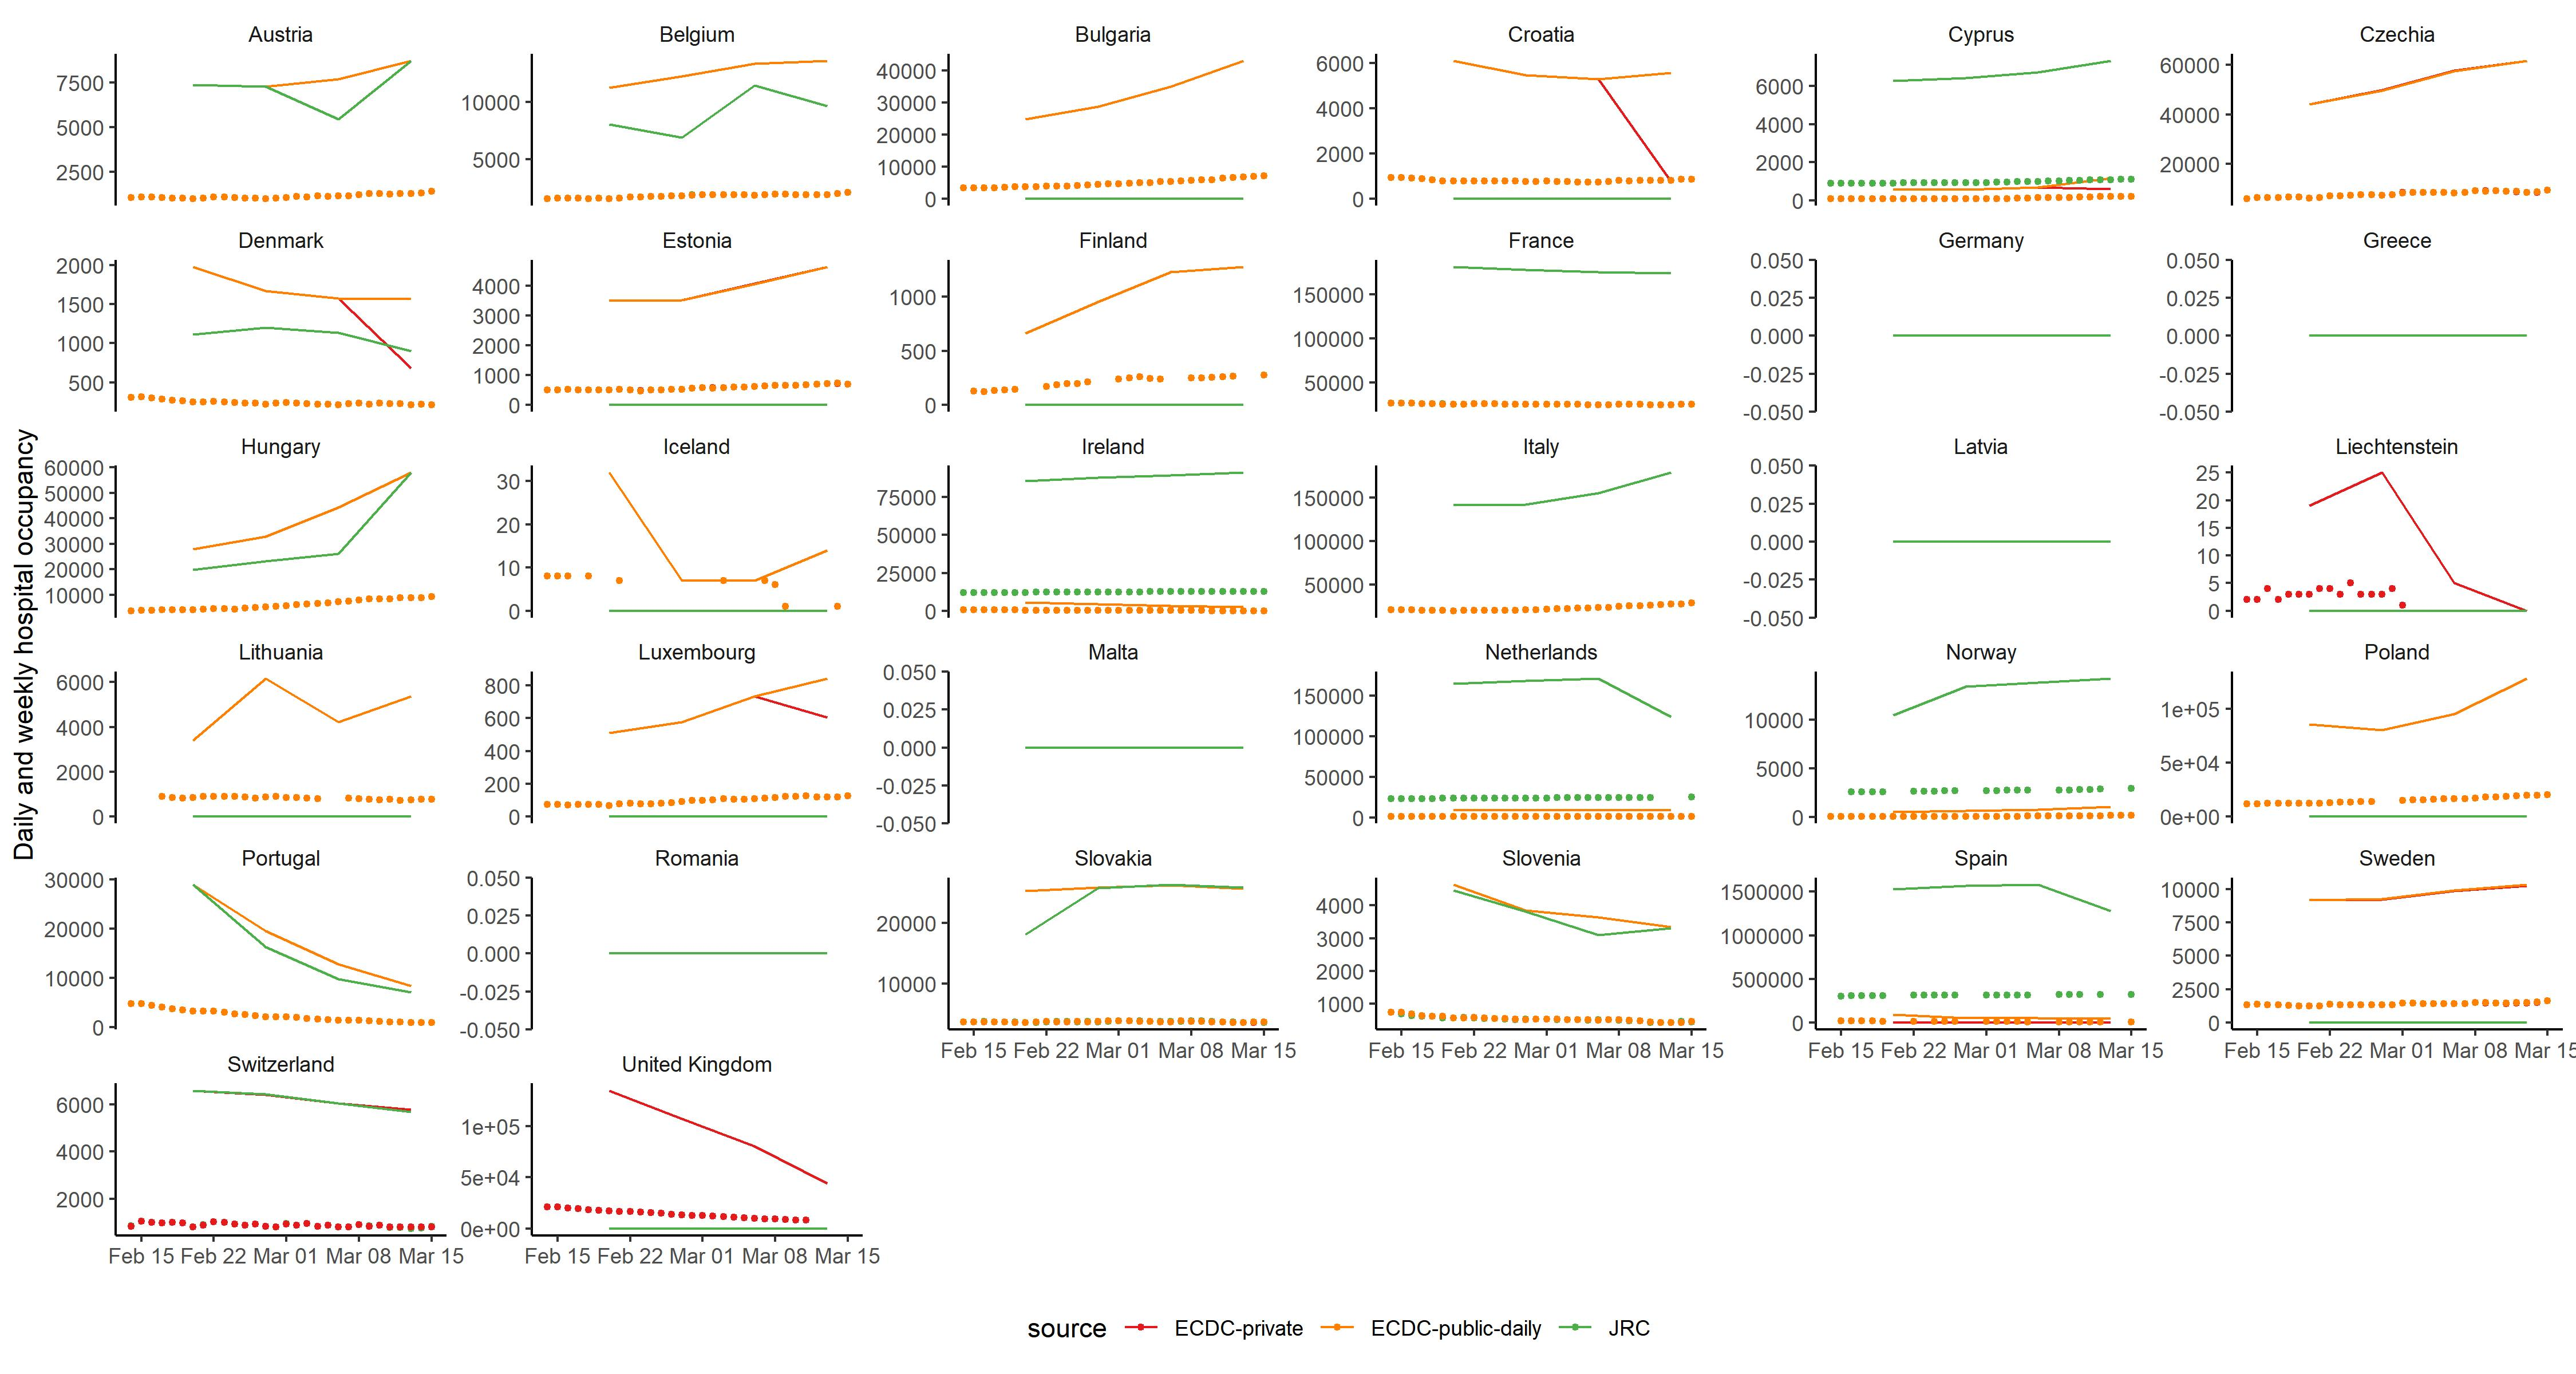 Daily and weekly hospital occupancy
Austria
7500
5000
2500
Belgium
10000
5000
Bulgaria
40000
30000
20000
10000
0
Croatia
6000
4000
2000
0
Cyprus
6000
4000
2000
0
Czechia
60000
40000
20000
Denmark
2000
1500
1000
500
Estonia
4000
3000
2000
1000
0
Finland
1000
500
0
France
150000
100000
50000
Germany
0.050
0.025
0.000
-0.025
-0.050
Greece
0.050
0.025
0.000
-0.025
-0.050
Hungary
60000
50000
40000
30000
20000
10000
Iceland
30
20
10
0
Ireland
75000
50000
25000
0
Italy
150000
100000
50000
Latvia
0.050
0.025
0.000
-0.025
-0.050
Liechtenstein
25
20
15
10
5
0
Lithuania
6000
4000
2000
0
Luxembourg
800
600
400
200
0
Malta
0.050
0.025
0.000
-0.025
-0.050
Netherlands
150000
100000
50000
0
Norway
10000
5000
0
Poland
1e+05
5e+04
0e+00
Portugal
30000
20000
10000
0
Romania
0.050
0.025
0.000
-0.025
-0.050
Slovakia
20000
10000
Feb 15 Feb 22 Mar 01 Mar 08 Mar 15
Slovenia
4000
3000
2000
1000
Feb 15 Feb 22 Mar 01 Mar 08 Mar 15
Spain
1500000
1000000
500000
0
Feb 15 Feb 22 Mar 01 Mar 08 Mar 15
Sweden
10000
7500
5000
2500
0
Feb 15 Feb 22 Mar 01 Mar 08 Mar 15
Switzerland
6000
4000
2000
Feb 15 Feb 22 Mar 01 Mar 08 Mar 15
United Kingdom
1e+05
5e+04
0e+00
Feb 15 Feb 22 Mar 01 Mar 08 Mar 15
source ECDC-private ECDC-public-daily JRC